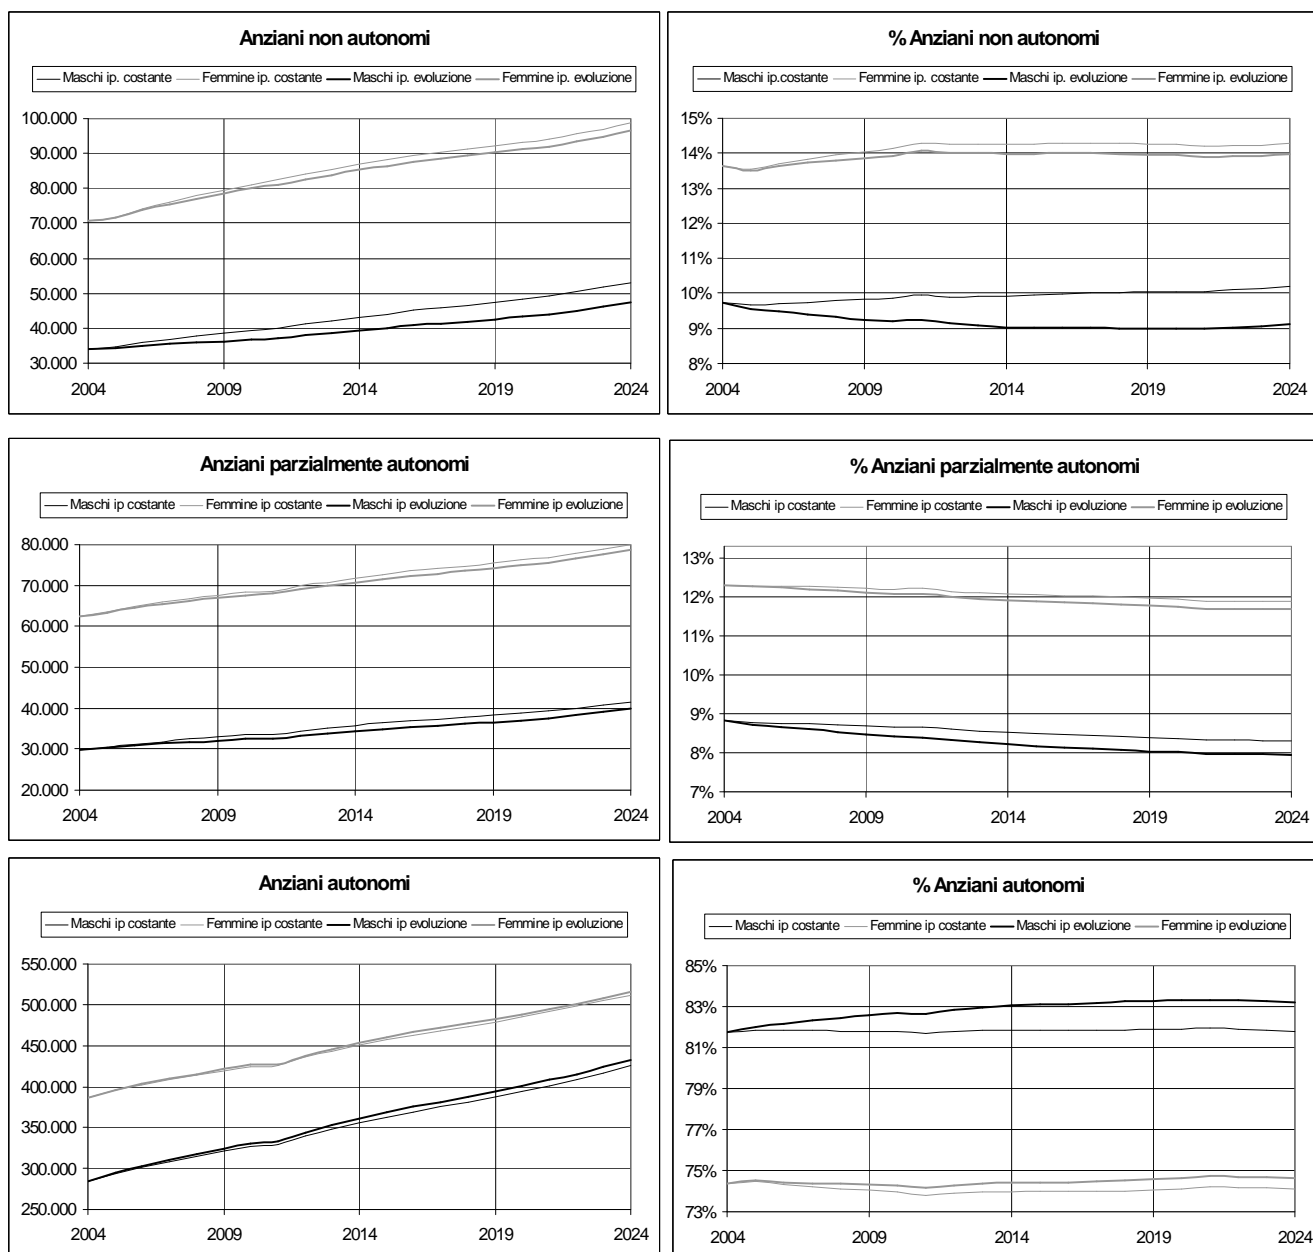 Anziani non autonomi
Maschi ip. costante Femmine ip. costante Maschi ip. evoluzione Femmine ip. evoluzione
100.000
90.000
80.000
70.000
60.000
50.000
40.000
30.000
2004 2009 2014 2019 2024
% Anziani non autonomi
Maschi ip.costante Femmine ip. costante Maschi ip. evoluzione Femmine ip. evoluzione
15%
14%
13%
12%
11%
10%
9%
8%
2004 2009 2014 2019 2024
Anziani parzialmente autonomi
Maschi ip costante Femmine ip costante Maschi ip evoluzione Femmine ip evoluzione
80.000
70.000
60.000
50.000
40.000
30.000
20.000
2004 2009 2014 2019 2024
% Anziani parzialmente autonomi
Maschi ip costante Femmine ip costante Maschi ip evoluzione Femmine ip evoluzione
13%
12%
11%
10%
9%
8%
7%
2004 2009 2014 2019 2024
Anziani autonomi
Maschi ip costante Femmine ip costante Maschi ip evoluzione Femmine ip evoluzione
550.000
500.000
450.000
400.000
350.000
300.000
250.000
2004 2009 2014 2019 2024
% Anziani autonomi
Maschi ip costante Femmine ip costante Maschi ip evoluzione Femmine ip evoluzione
85%
83%
81%
79%
77%
75%
73%
2004 2009 2014 2019 2024